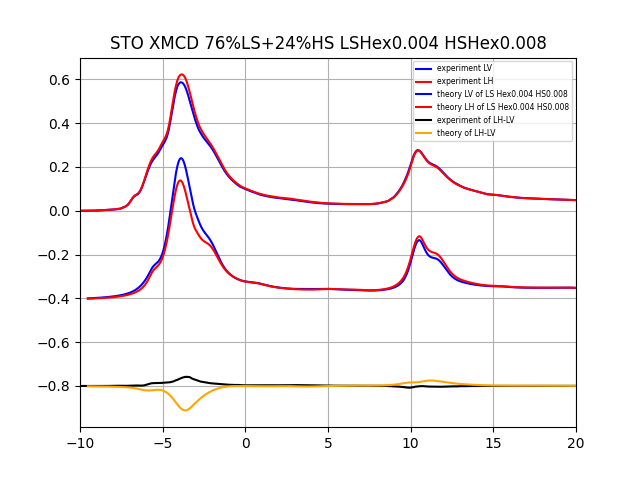 STO XMCD 76%LS+24%HS LSHex0.004 HSHex0.008
experiment LV
experiment LH
theory LV of LS Hex0.004 HS0.008
theory LH of LS Hex0.004 HS0.008
experiment of LH-LV
theory of LH-LV
0.6
0.4
0.2
0.0
−0.2
−0.4
−0.6
−0.8
−10 −5 0 5 10 15 20